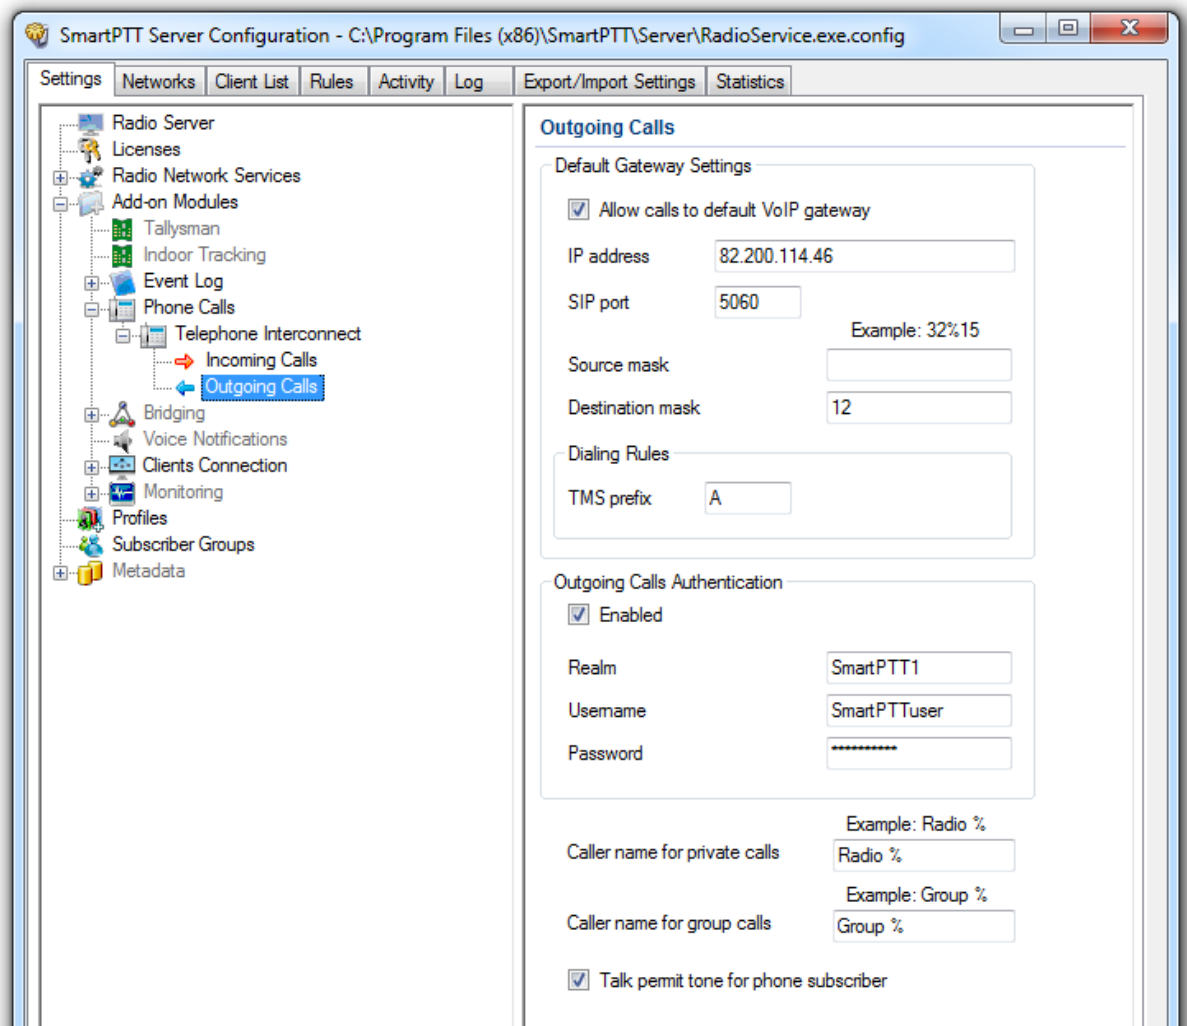 SmartPTT Server Configuration - C:\Program Files (x86)\SmartPTT\Server\RadioService.exe.config
Settings Networks Client List Rules Activity Log Export/Import Settings Statistics
Radio Server
Licenses
Radio Network Services
Add-on Modules
Tallysman
Indoor Tracking
Event Log
Phone Calls
Telephone Interconnect
Incoming Calls
Outgoing Calls
Bridging
Voice Notifications
Clients Connection
Monitoring
Profiles
Subscriber Groups
Metadata
Outgoing Calls
Default Gateway Settings
Allow calls to default VoIP gateway
IP address 82.200.114.46
SIP port 5060
Example: 32%15
Source mask
Destination mask 12
Dialing Rules
TMS prefix A
Outgoing Calls Authentication
Enabled
Realm SmartPTT1
Username SmartPTTuser
Password **********
Example: Radio %
Caller name for private calls Radio %
Example: Group %
Caller name for group calls Group %
Talk permit tone for phone subscriber